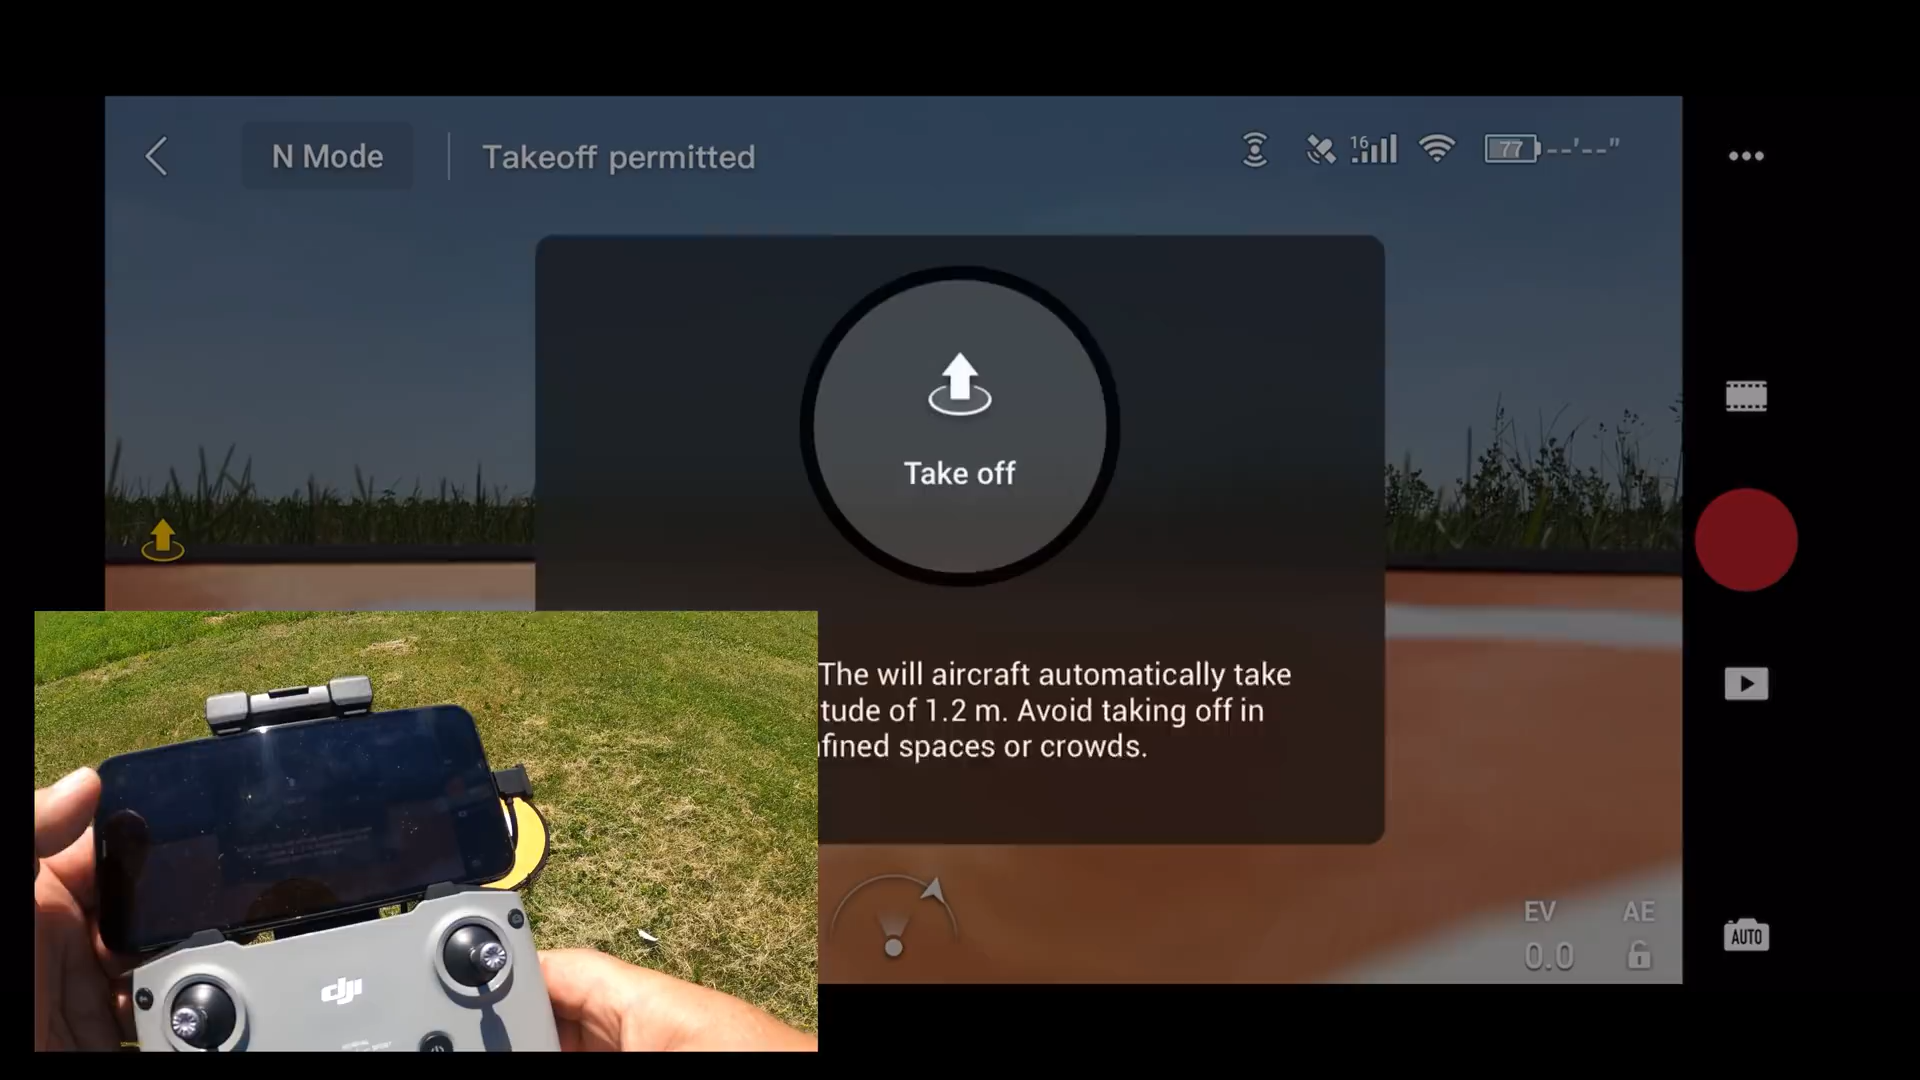 N Mode
Takeoff permitted
16
77
--'--"
Take off
The will aircraft automatically take
tude of 1.2 m. Avoid taking off in
fined spaces or crowds.
EV
AE
0.0
AUTO
dji